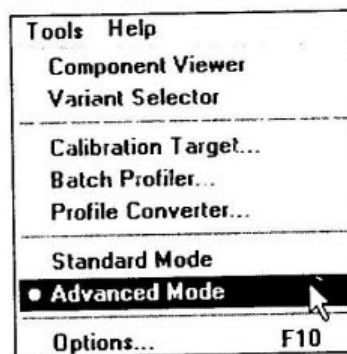 Tools Help
Component Viewer
Variant Selector
Calibration Target...
Batch Profiler...
Profile Converter...
Standard Mode
• Advanced Mode
Options... F10